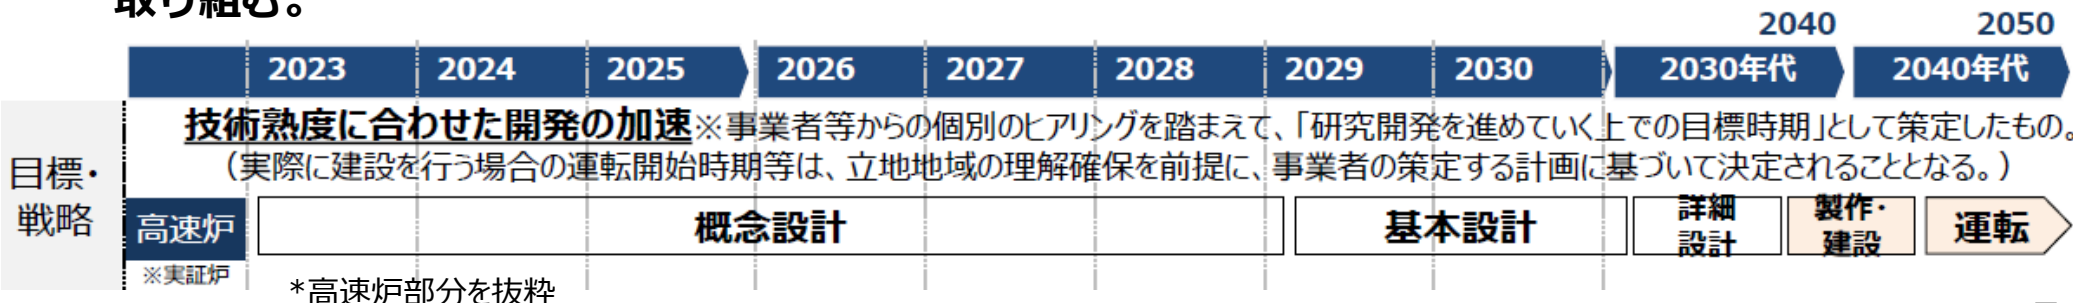 取り組む。
2040 2050
2023 2024 2025 2026 2027 2028 2029 2030 2030年代 2040年代
技術熟度に合わせた開発の加速※事業者等からの個別のヒアリングを踏まえて、「研究開発を進めていく上での目標時期」として策定したもの。
（実際に建設を行う場合の運転開始時期等は、立地地域の理解確保を前提に、事業者の策定する計画に基づいて決定されることとなる。）
目標・
戦略
高速炉
※実証炉
概念設計
基本設計
詳細
設計
製作・
建設
運転
*高速炉部分を抜粋